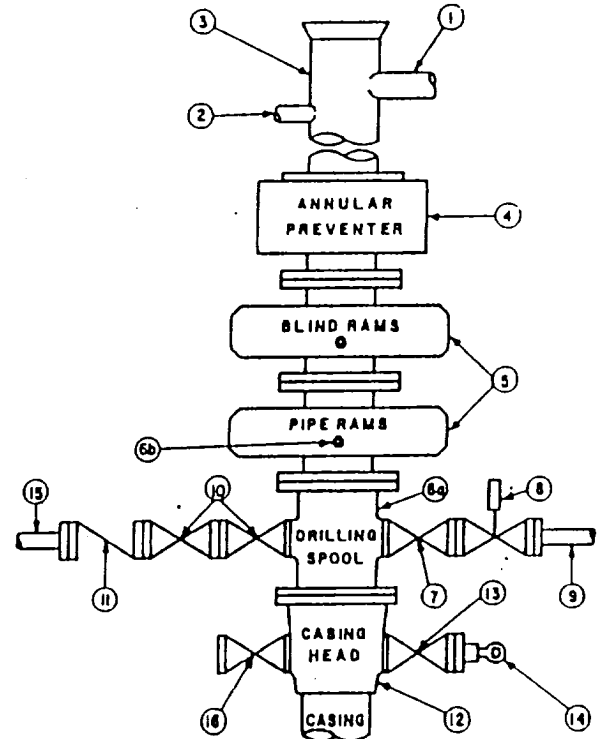 3
1
2
ANNULAR
PREVENTER
4
BLIND RAMS
5
PIPE RAMS
6b
15
10
6a
8
DRILLING
SPOOL
11
7
13
9
CASING
HEAD
16
12
14
CASING